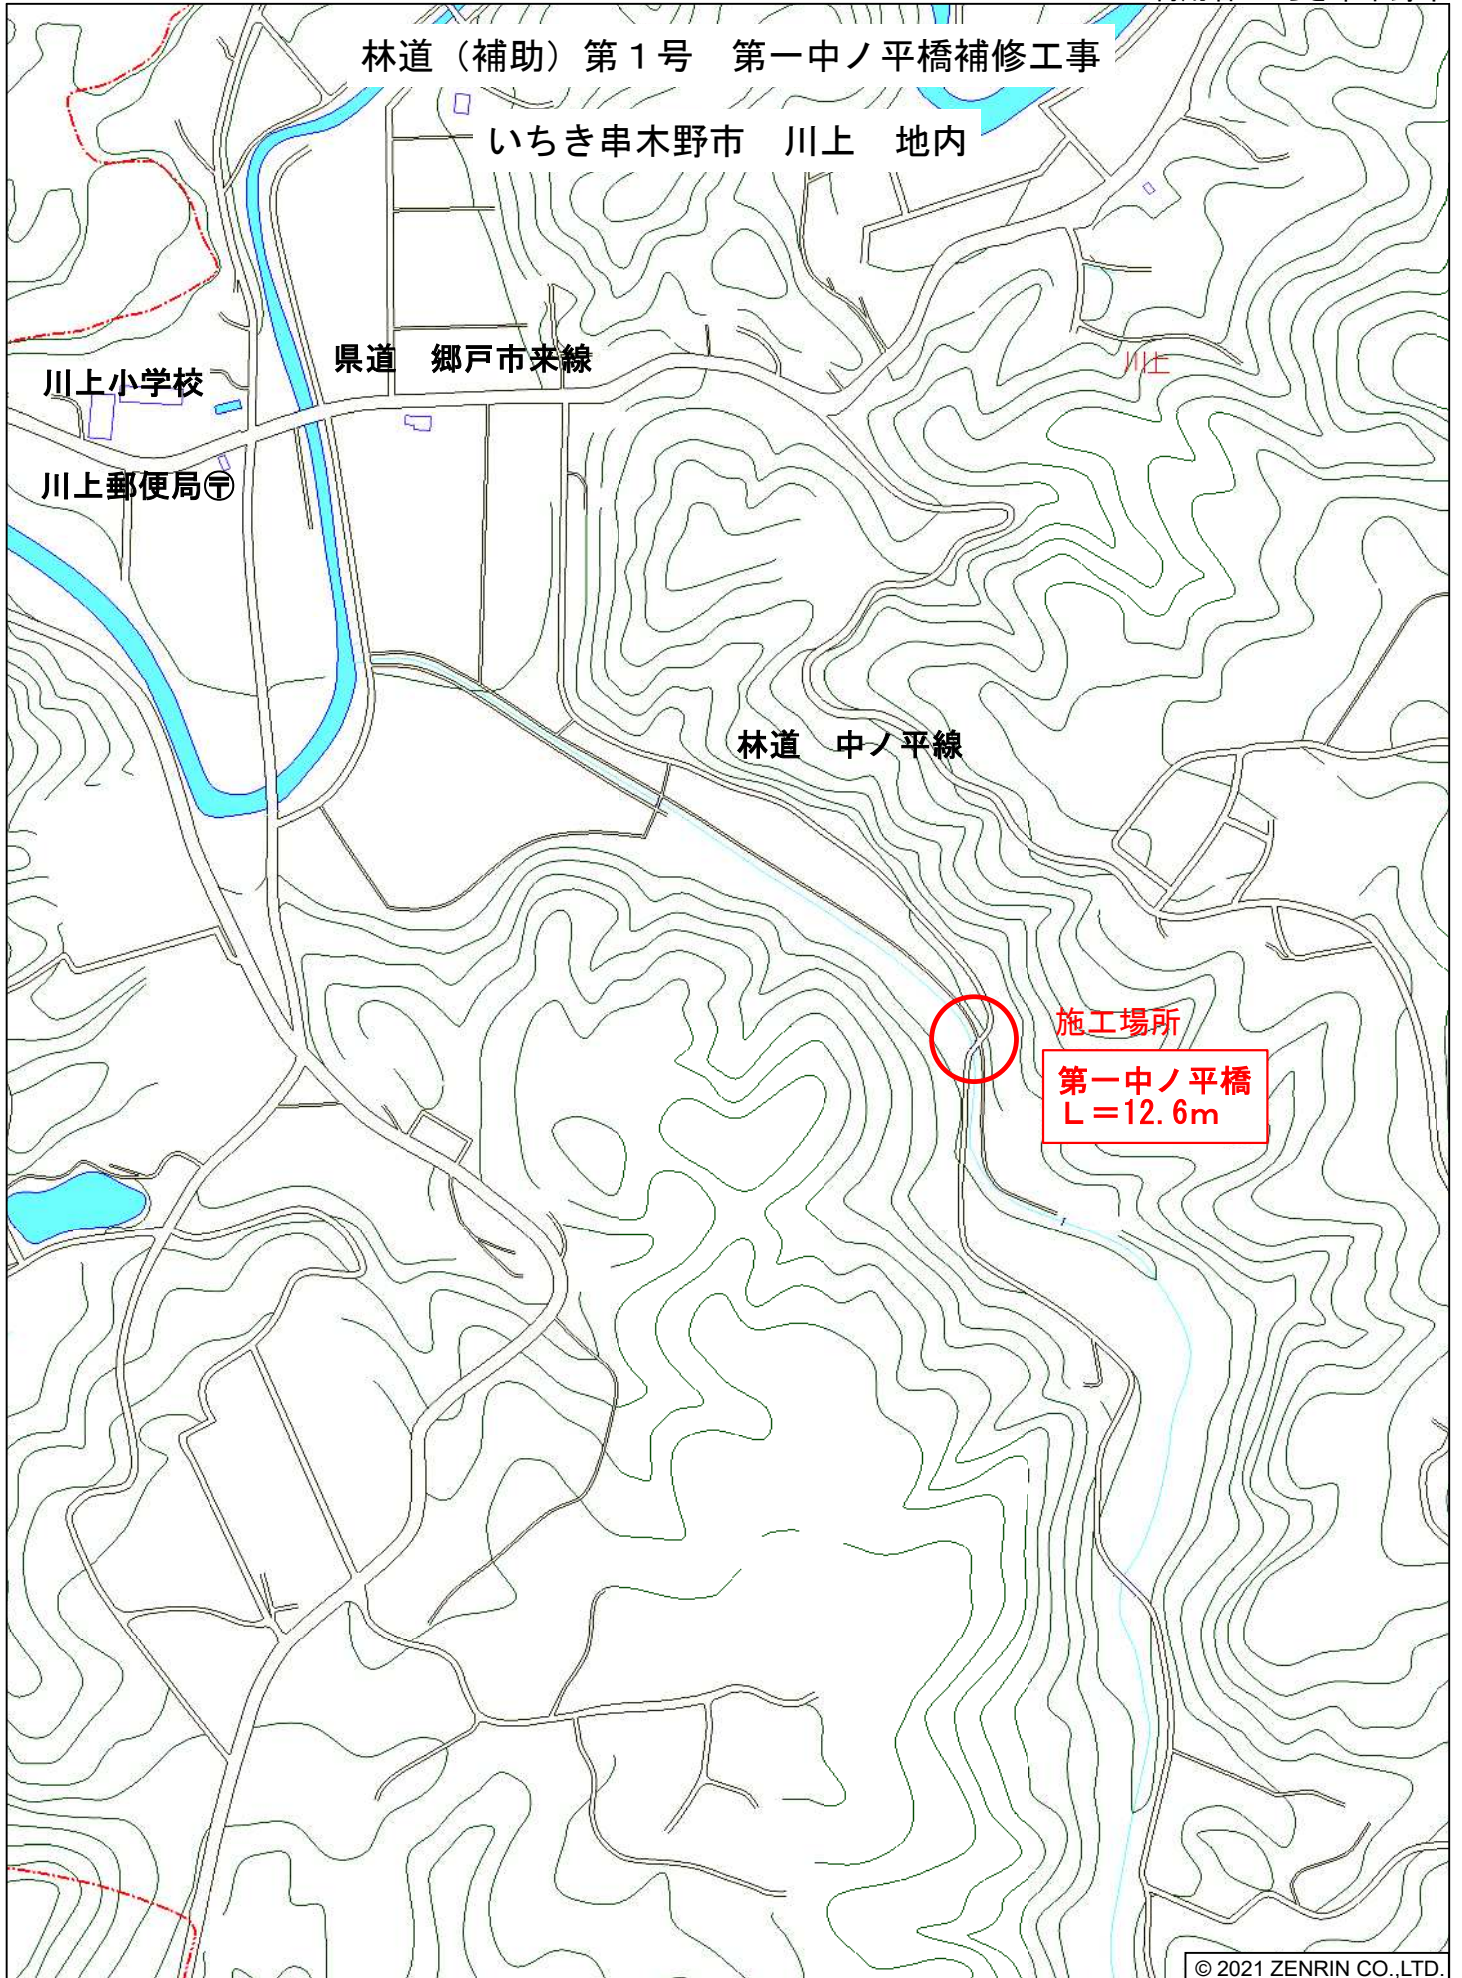 林道（補助）第１号　第一中ノ平橋補修工事
いちき串木野市　川上　地内
県道　郷戸市来線
川上小学校
川上
川上郵便局〶
林道　中ノ平線
施工場所
第一中ノ平橋
Ｌ＝12.6ｍ
© 2021 ZENRIN CO.,LTD.